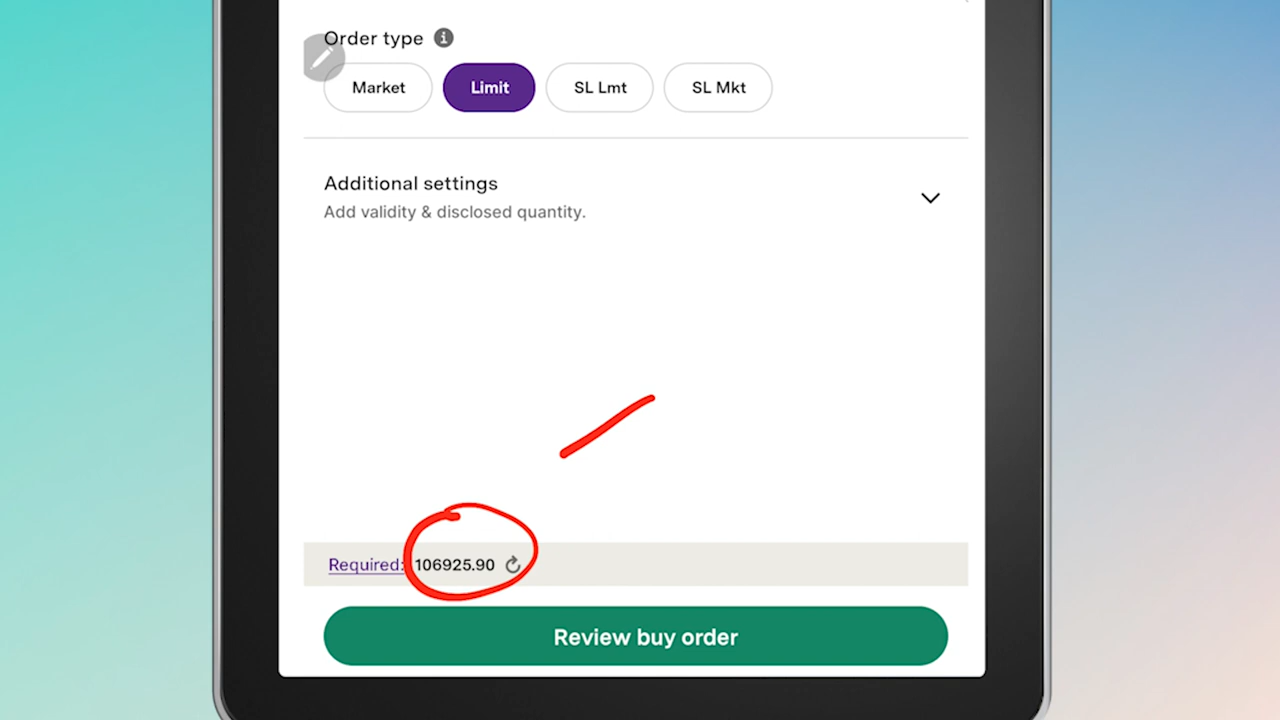 Order type
Market Limit SL Lmt SL Mkt
Additional settings
Add validity & disclosed quantity.
Required: 106925.90
Review buy order